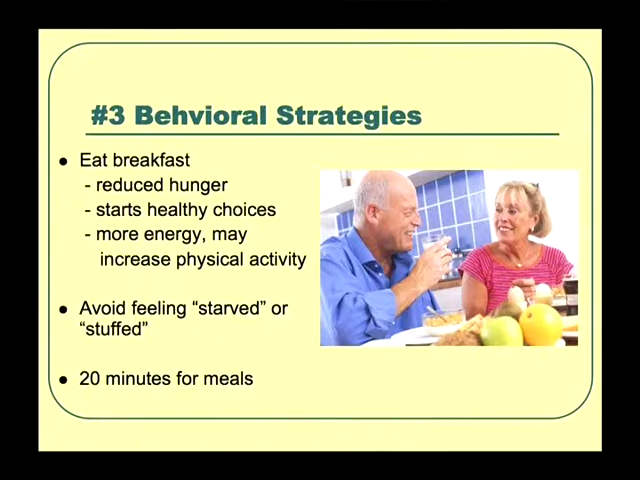 #3 Behvioral Strategies
● Eat breakfast
- reduced hunger
- starts healthy choices
- more energy, may
increase physical activity
● Avoid feeling “starved” or
“stuffed”
● 20 minutes for meals